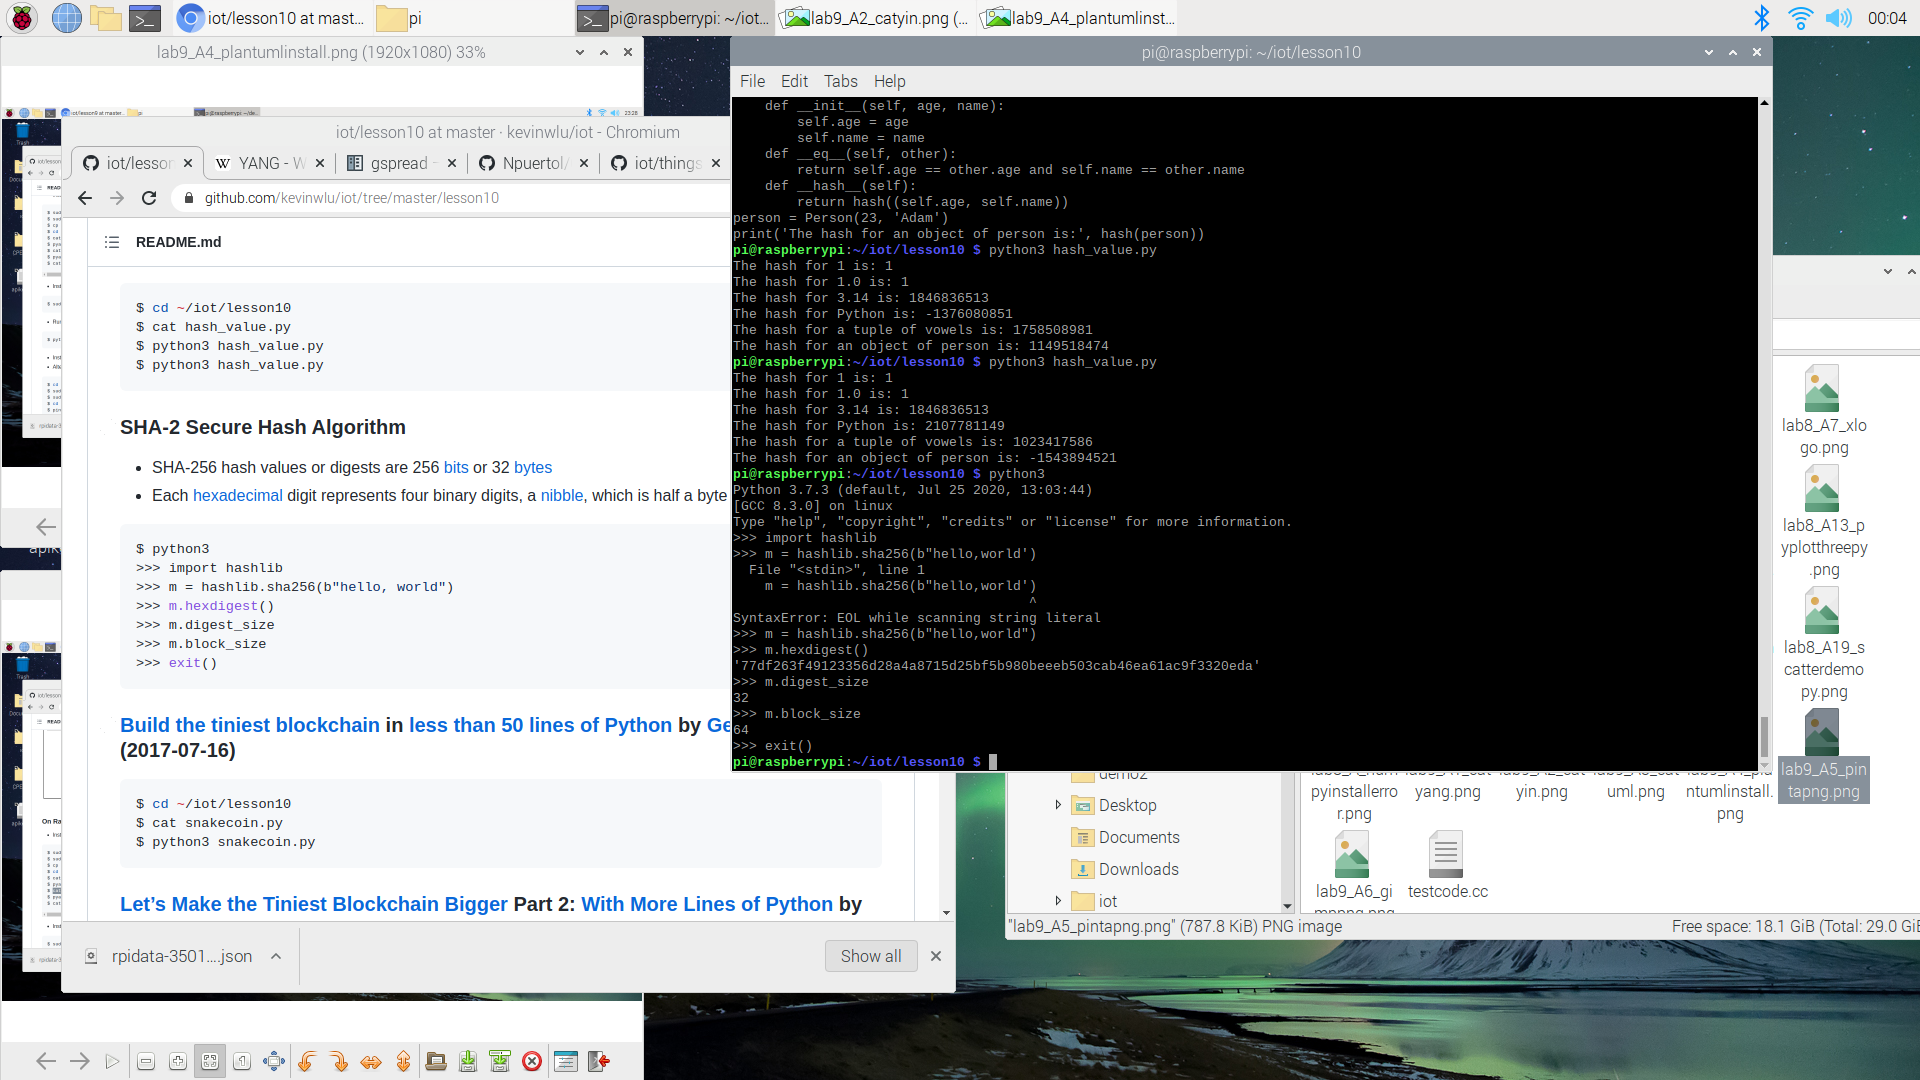 iot/lesson10 at mast...
pi
pi@raspberrypi: ~/iot...
lab9_A2_catyin.png (...
lab9_A4_plantumlinst...
00:04
lab9_A4_plantumlinstall.png (1920x1080) 33%
iot/lesson10 at master · kevinwlu/iot - Chromium
iot/lesson
YANG - W
gspread -
Npuertol/
iot/things
github.com/kevinwlu/iot/tree/master/lesson10
README.md
$ cd ~/iot/lesson10
$ cat hash_value.py
$ python3 hash_value.py
$ python3 hash_value.py
SHA-2 Secure Hash Algorithm
• SHA-256 hash values or digests are 256 bits or 32 bytes
• Each hexadecimal digit represents four binary digits, a nibble, which is half a byte
$ python3
>>> import hashlib
>>> m = hashlib.sha256(b"hello, world")
>>> m.hexdigest()
>>> m.digest_size
>>> m.block_size
>>> exit()
Build the tiniest blockchain in less than 50 lines of Python by Ge
(2017-07-16)
$ cd ~/iot/lesson10
$ cat snakecoin.py
$ python3 snakecoin.py
Let's Make the Tiniest Blockchain Bigger Part 2: With More Lines of Python by
rpidata-3501....json
Show all
pi@raspberrypi: ~/iot/lesson10
File Edit Tabs Help
    def __init__(self, age, name):
        self.age = age
        self.name = name
    def __eq__(self, other):
        return self.age == other.age and self.name == other.name
    def __hash__(self):
        return hash((self.age, self.name))
person = Person(23, 'Adam')
print('The hash for an object of person is:', hash(person))
pi@raspberrypi:~/iot/lesson10 $ python3 hash_value.py
The hash for 1 is: 1
The hash for 1.0 is: 1
The hash for 3.14 is: 1846836513
The hash for Python is: -1376080851
The hash for a tuple of vowels is: 1758508981
The hash for an object of person is: 1149518474
pi@raspberrypi:~/iot/lesson10 $ python3 hash_value.py
The hash for 1 is: 1
The hash for 1.0 is: 1
The hash for 3.14 is: 1846836513
The hash for Python is: 2107781149
The hash for a tuple of vowels is: 1023417586
The hash for an object of person is: -1543894521
pi@raspberrypi:~/iot/lesson10 $ python3
Python 3.7.3 (default, Jul 25 2020, 13:03:44)
[GCC 8.3.0] on linux
Type "help", "copyright", "credits" or "license" for more information.
>>> import hashlib
>>> m = hashlib.sha256(b"hello,world')
  File "<stdin>", line 1
    m = hashlib.sha256(b"hello,world')
                                     ^
SyntaxError: EOL while scanning string literal
>>> m = hashlib.sha256(b"hello,world")
>>> m.hexdigest()
'77df263f49123356d28a4a8715d25bf5b980beeeb503cab46ea61ac9f3320eda'
>>> m.digest_size
32
>>> m.block_size
64
>>> exit()
pi@raspberrypi:~/iot/lesson10 $
lab8_A7_xlo
go.png
lab8_A13_p
yplotthreepy
.png
lab8_A19_s
catterdemo
py.png
lab9_A5_pin
tapng.png
demo2
Desktop
Documents
Downloads
iot
pyinstallerro
r.png
yang.png
yin.png
uml.png
ntumlinstall.
png
lab9_A6_gi
mppng.png
testcode.cc
"lab9_A5_pintapng.png" (787.8 KiB) PNG image
Free space: 18.1 GiB (Total: 29.0 GiE